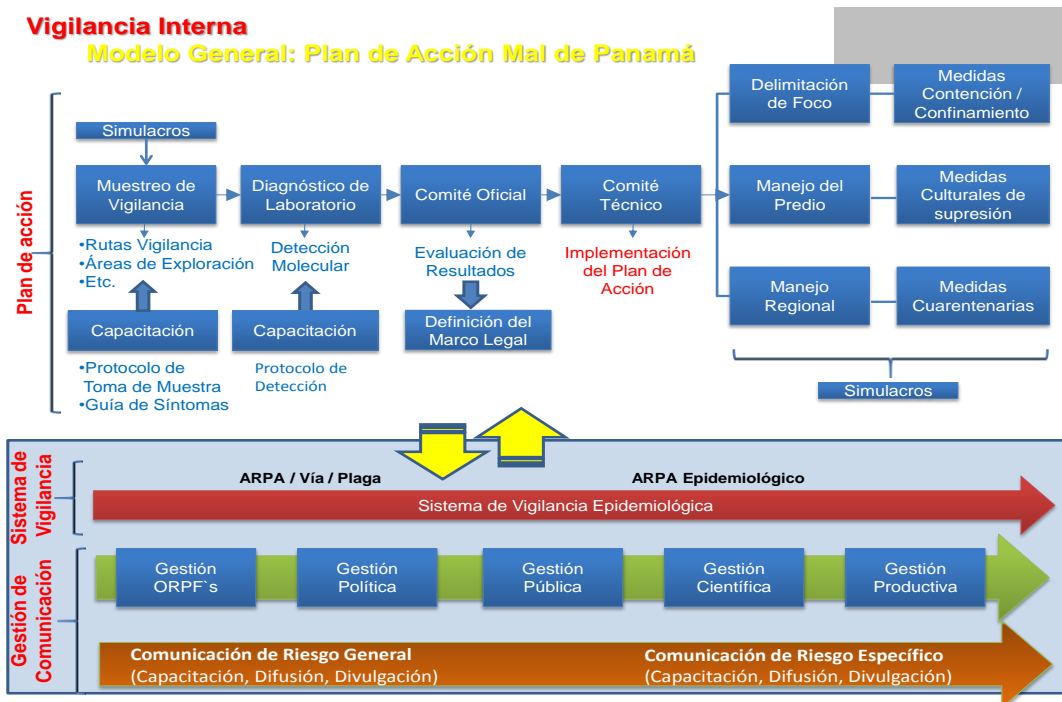 Vigilancia Interna
Modelo General: Plan de Acción Mal de Panamá
Plan de acción
Simulacros
Muestreo de
Vigilancia
•Rutas Vigilancia
•Áreas de Exploración
•Etc.
Capacitación
•Protocolo de
Toma de Muestra
•Guía de Síntomas
Diagnóstico de
Laboratorio
Detección
Molecular
Capacitación
Protocolo de
Detección
Comité Oficial
Evaluación de
Resultados
Definición del
Marco Legal
Comité
Técnico
Implementación
del Plan de
Acción
Delimitación
de Foco
Medidas
Contención /
Confinamiento
Manejo del
Predio
Medidas
Culturales de
supresión
Manejo
Regional
Medidas
Cuarentenarias
Simulacros
Sistema de
Vigilancia
ARPA / Vía / Plaga
ARPA Epidemiológico
Sistema de Vigilancia Epidemiológica
Gestión de
Comunicación
Gestión
ORPF`s
Gestión
Política
Gestión
Pública
Gestión
Científica
Gestión
Productiva
Comunicación de Riesgo General
(Capacitación, Difusión, Divulgación)
Comunicación de Riesgo Específico
(Capacitación, Difusión, Divulgación)